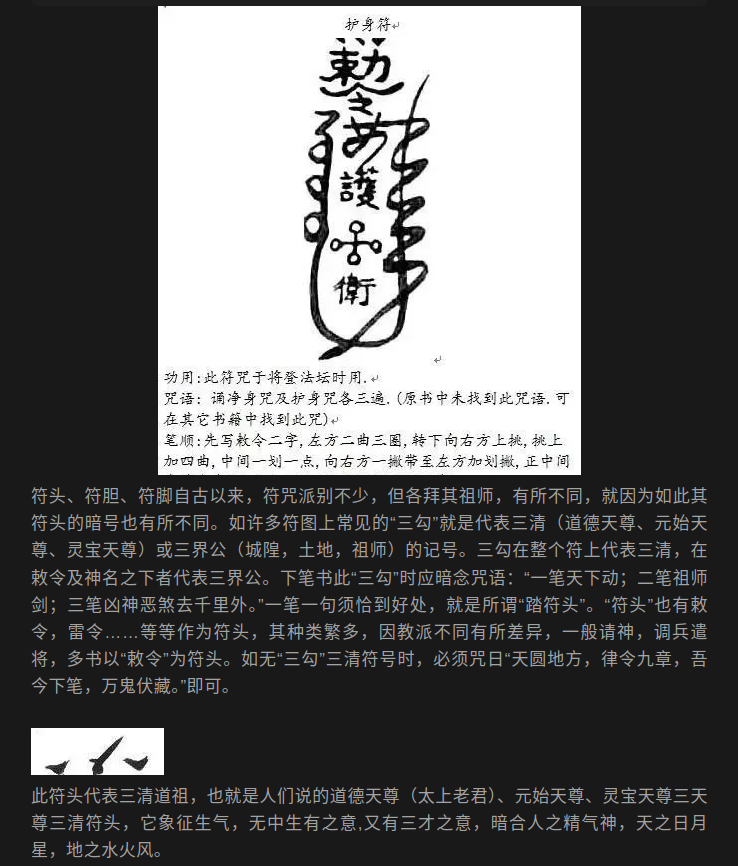 护身符
勅令
護
衛
功用:此符咒于将登法坛时用.
咒语: 诵净身咒及护身咒各三遍.(原书中未找到此咒语.可
在其它书籍中找到此咒)
笔顺:先写敕令二字,左方二曲三圈,转下向右方上挑,挑上
加四曲,中间一划一点,向右方一撇带至左方加划撇,正中间
符头、符胆、符脚自古以来，符咒派别不少，但各拜其祖师，有所不同，就因为如此其
符头的暗号也有所不同。如许多符图上常见的“三勾”就是代表三清（道德天尊、元始天
尊、灵宝天尊）或三界公（城隍，土地，祖师）的记号。三勾在整个符上代表三清，在
敕令及神名之下者代表三界公。下笔书此“三勾”时应暗念咒语：“一笔天下动；二笔祖师
剑；三笔凶神恶煞去千里外。”一笔一句须恰到好处，就是所谓“踏符头”。“符头”也有敕
令，雷令……等等作为符头，其种类繁多，因教派不同有所差异，一般请神，调兵遣
将，多书以“敕令”为符头。如无“三勾”三清符号时，必须咒日“天圆地方，律令九章，吾
今下笔，万鬼伏藏。”即可。
此符头代表三清道祖，也就是人们说的道德天尊（太上老君）、元始天尊、灵宝天尊三天
尊三清符头，它象征生气，无中生有之意,又有三才之意，暗合人之精气神，天之日月
星，地之水火风。